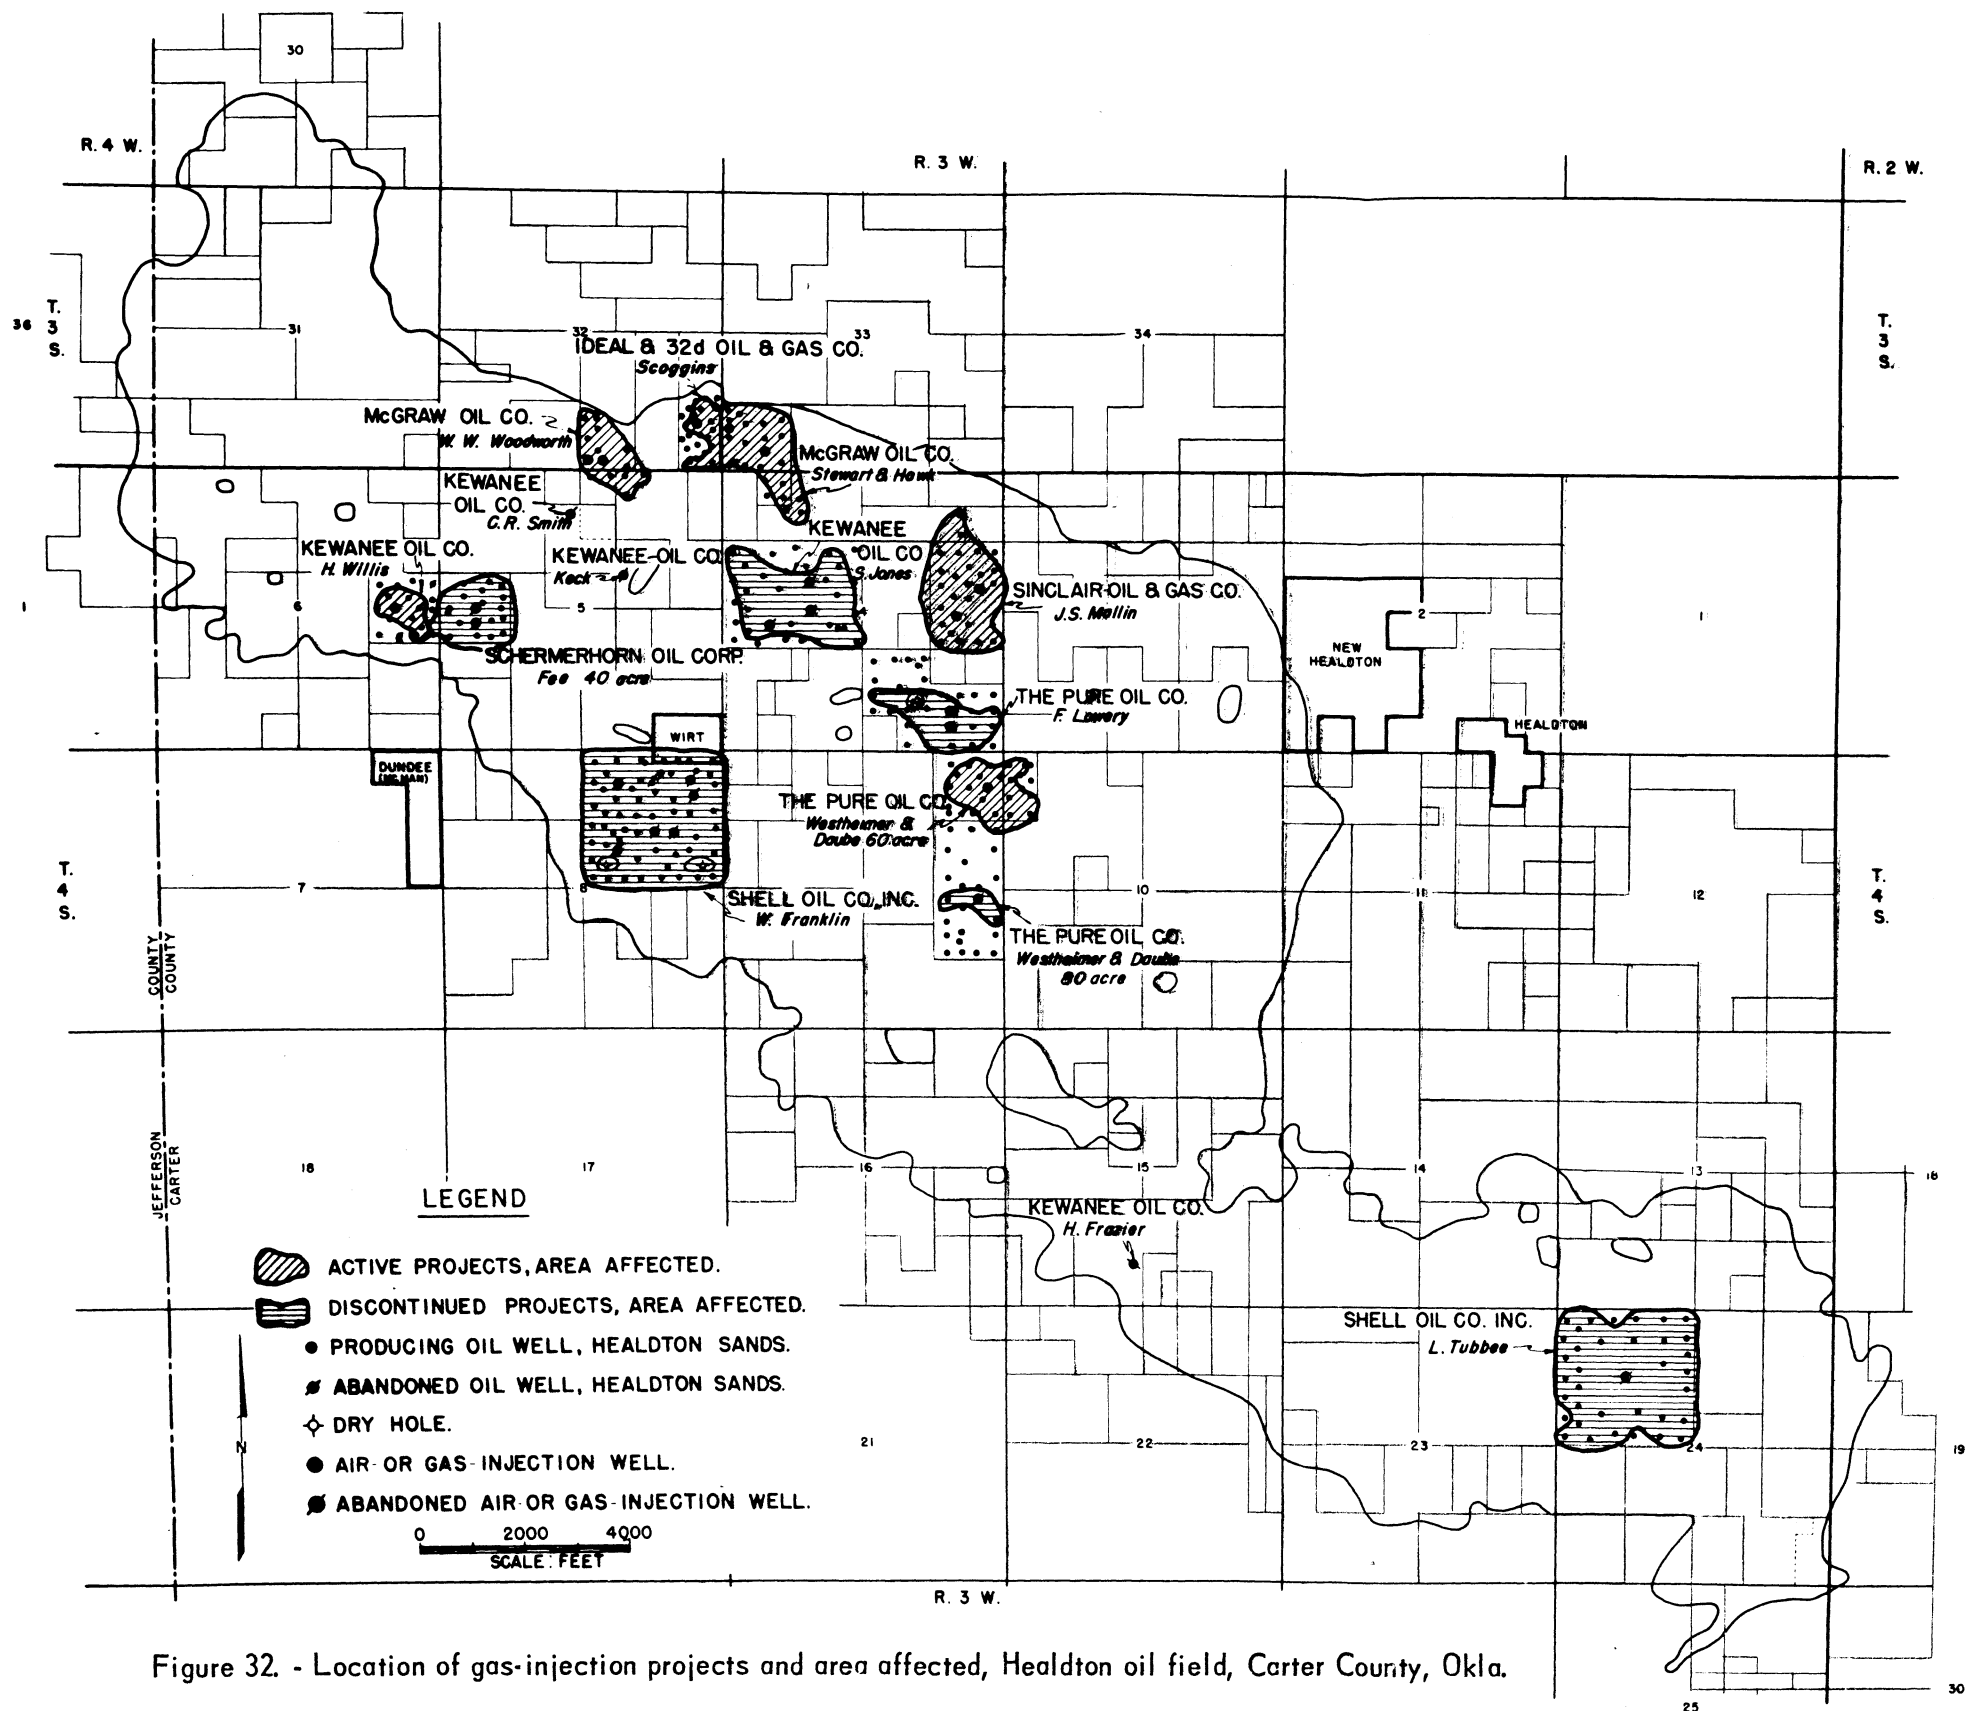 30
R. 4 W.
R. 3 W.
R. 2 W.
36
T.
3
S.
31
32
33
34
T.
3
S.
IDEAL & 32d OIL & GAS CO.
Scoggins
McGRAW OIL CO.
W. W. Woodworth
McGRAW OIL CO.
Stewart & Hawk
KEWANEE
OIL CO.
C.R. Smith
KEWANEE
OIL CO
S. Jones
KEWANEE OIL CO.
H. Willis
KEWANEE OIL CO.
Keck
SINCLAIR OIL & GAS CO.
J.S. Mallin
1
6
5
4
2
1
NEW
HEALDTON
SCHERMERHORN OIL CORP.
Fee 40 acre
THE PURE OIL CO.
F. Lowery
HEALDTON
WIRT
DUNDEE
THE PURE OIL CO.
Westheimer &
Daube 60 acre
T.
4
S.
7
8
10
11
12
T.
4
S.
SHELL OIL CO., INC.
W. Franklin
THE PURE OIL CO.
Westheimer & Daube
80 acre
COUNTY
COUNTY
JEFFERSON
CARTER
18
17
16
15
14
13
18
LEGEND
KEWANEE OIL CO.
H. Frazier
ACTIVE PROJECTS, AREA AFFECTED.
DISCONTINUED PROJECTS, AREA AFFECTED.
PRODUCING OIL WELL, HEALDTON SANDS.
ABANDONED OIL WELL, HEALDTON SANDS.
DRY HOLE.
AIR-OR GAS-INJECTION WELL.
ABANDONED AIR-OR GAS-INJECTION WELL.
SHELL OIL CO. INC.
L. Tubbee
N
21
22
23
24
19
0 2000 4000
SCALE: FEET
R. 3 W.
Figure 32. - Location of gas-injection projects and area affected, Healdton oil field, Carter County, Okla.
30
25